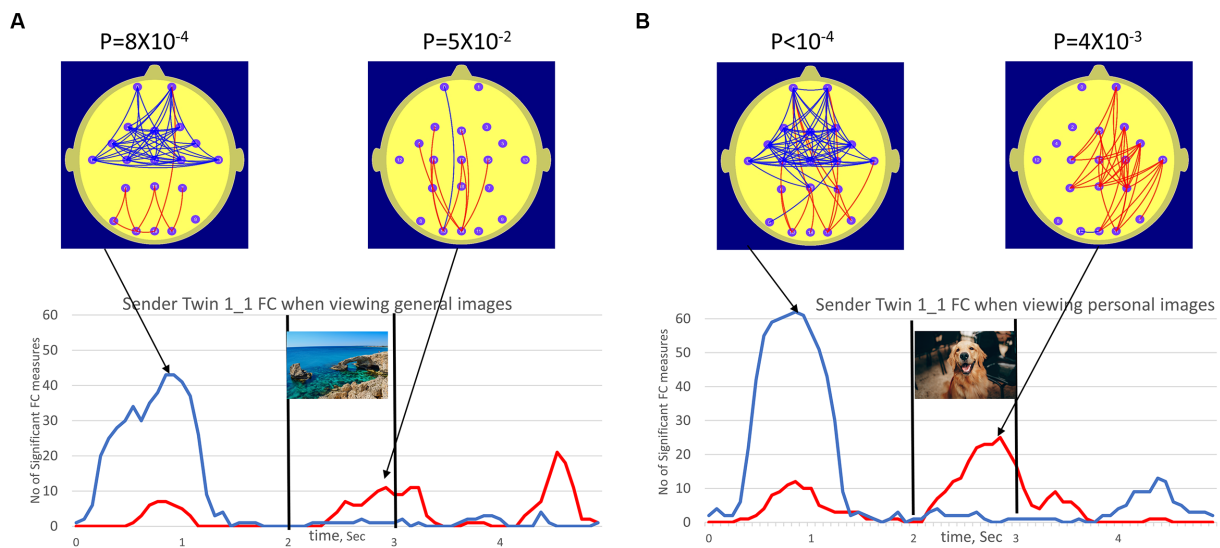 A
P=8X10⁻⁴
P=5X10⁻²
Sender Twin 1_1 FC when viewing general images
No of Significant FC measures
60
50
40
30
20
10
0
0
1
2
3
4
time, Sec
B
P<10⁻⁴
P=4X10⁻³
Sender Twin 1_1 FC when viewing personal images
No of Significant FC measures
60
50
40
30
20
10
0
0
1
2
3
4
time, Sec